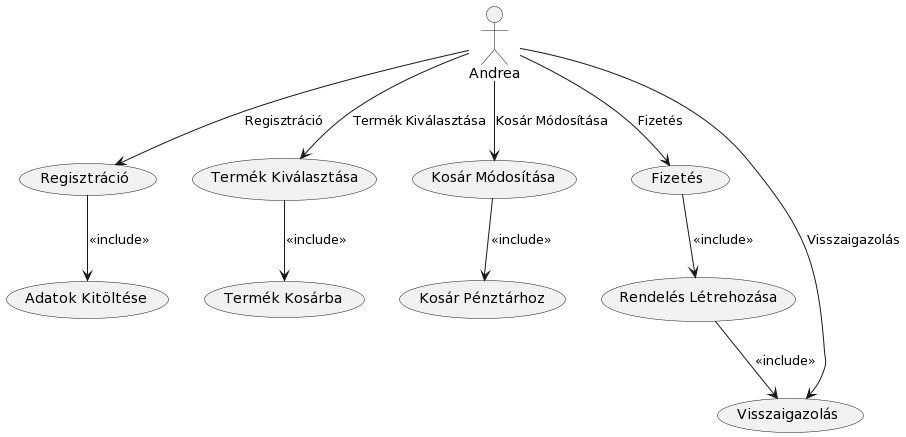 Andrea
Regisztráció
Termék Kiválasztása
Kosár Módosítása
Fizetés
Regisztráció
Termék Kiválasztása
Kosár Módosítása
Fizetés
«include»
«include»
«include»
«include»
Visszaigazolás
Adatok Kitöltése
Termék Kosárba
Kosár Pénztárhoz
Rendelés Létrehozása
«include»
Visszaigazolás